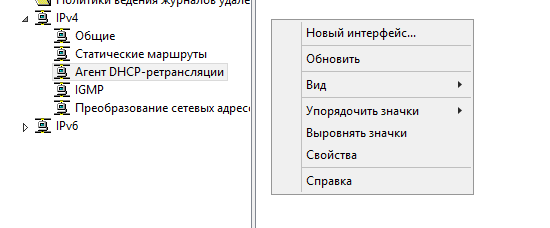 Политики ведения журналов удале
IPv4
Общие
Статические маршруты
Агент DHCP-ретрансляции
IGMP
Преобразование сетевых адресо
IPv6
Новый интерфейс...
Обновить
Вид
Упорядочить значки
Выровнять значки
Свойства
Справка